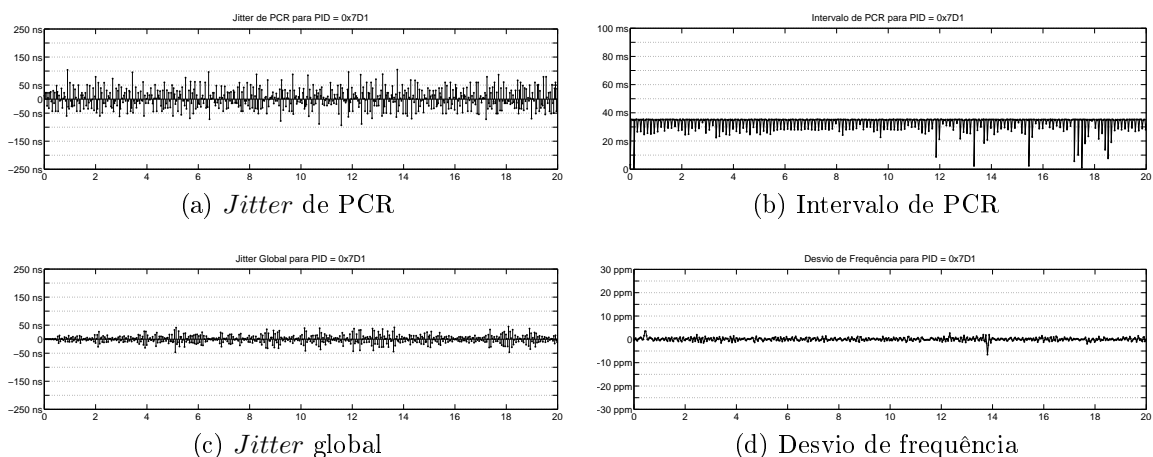 Jitter de PCR para PID = 0x7D1
250 ns
150 ns
50 ns
0
−50 ns
−150 ns
−250 ns
0 2 4 6 8 10 12 14 16 18 20
(a) Jitter de PCR
Intervalo de PCR para PID = 0x7D1
100 ms
80 ms
60 ms
40 ms
20 ms
0
0 2 4 6 8 10 12 14 16 18 20
(b) Intervalo de PCR
Jitter Global para PID = 0x7D1
250 ns
150 ns
50 ns
0
−50 ns
−150 ns
−250 ns
0 2 4 6 8 10 12 14 16 18 20
(c) Jitter global
Desvio de Frequência para PID = 0x7D1
30 ppm
20 ppm
10 ppm
0
-10 ppm
-20 ppm
-30 ppm
0 2 4 6 8 10 12 14 16 18 20
(d) Desvio de frequência